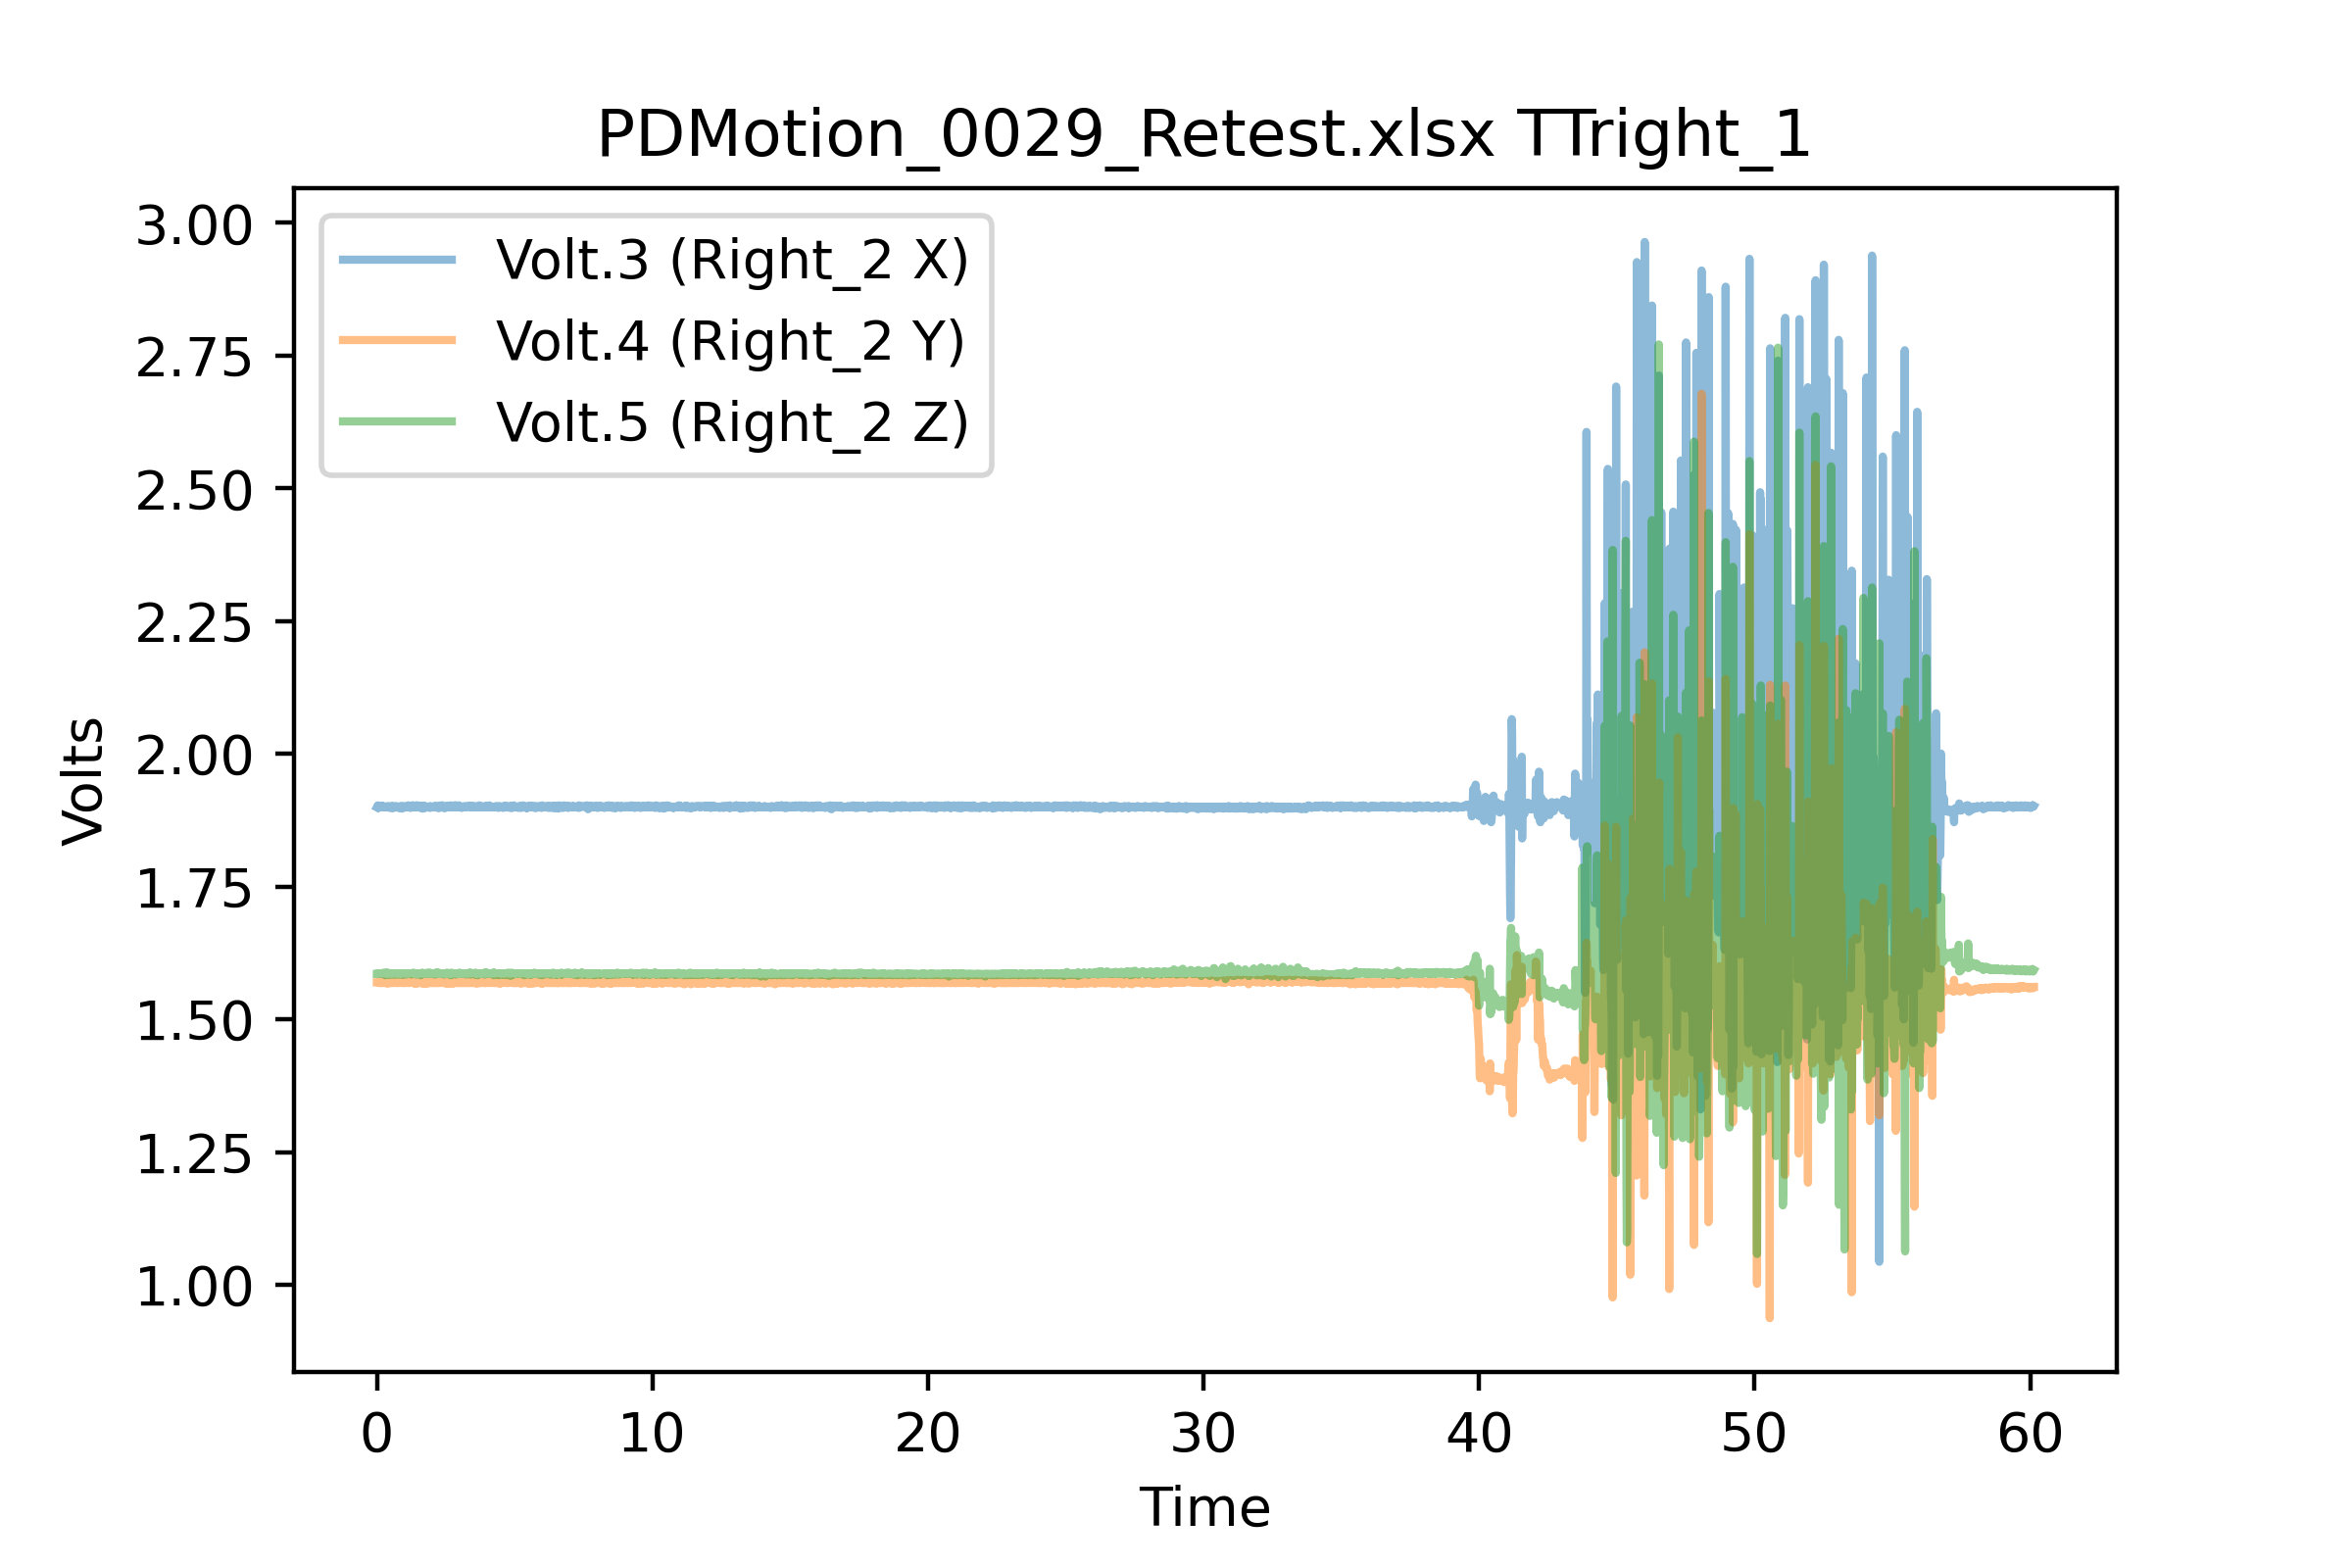 PDMotion_0029_Retest.xlsx TTright_1
3.00
2.75
2.50
2.25
2.00
1.75
1.50
1.25
1.00
Volts
Volt.3 (Right_2 X)
Volt.4 (Right_2 Y)
Volt.5 (Right_2 Z)
0 10 20 30 40 50 60
Time